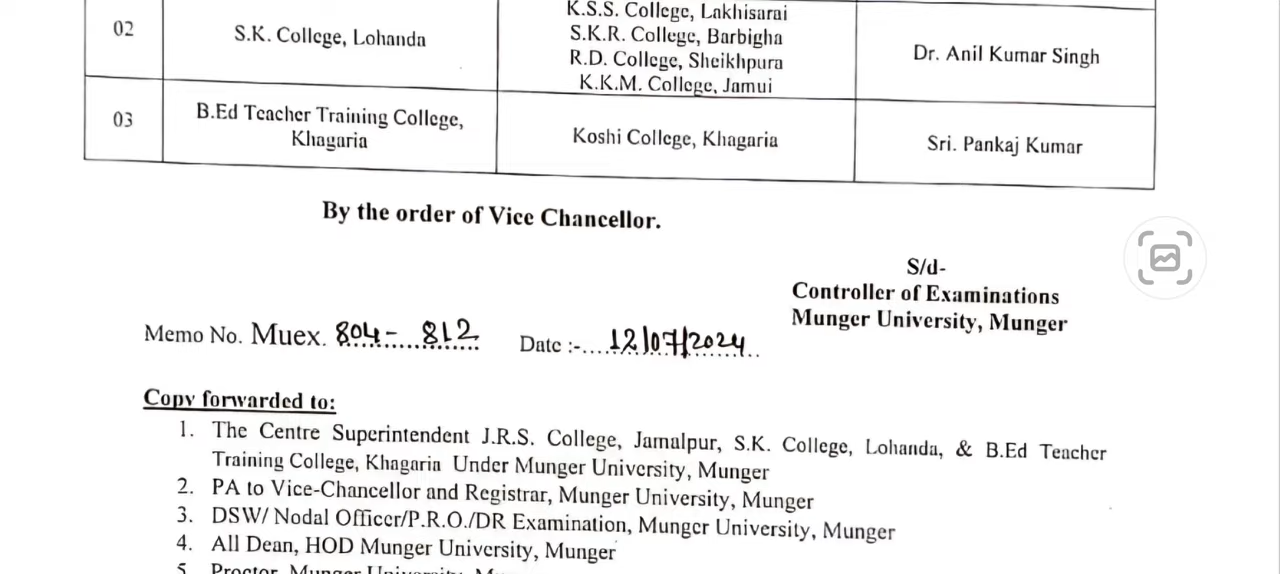 K.S.S. College, Lakhisarai
02
S.K. College, Lohanda
S.K.R. College, Barbigha
R.D. College, Sheikhpura
K.K.M. College, Jamui
Dr. Anil Kumar Singh
03
B.Ed Teacher Training College,
Khagaria
Koshi College, Khagaria
Sri. Pankaj Kumar
By the order of Vice Chancellor.
S/d-
Controller of Examinations
Munger University, Munger
Memo No. Muex. 804-812 Date :-....12/07/2024..
Copy forwarded to:
1. The Centre Superintendent J.R.S. College, Jamalpur, S.K. College, Lohanda, & B.Ed Teacher
Training College, Khagaria Under Munger University, Munger
2. PA to Vice-Chancellor and Registrar, Munger University, Munger
3. DSW/ Nodal Officer/P.R.O./DR Examination, Munger University, Munger
4. All Dean, HOD Munger University, Munger
5. Proctor, Munger University,